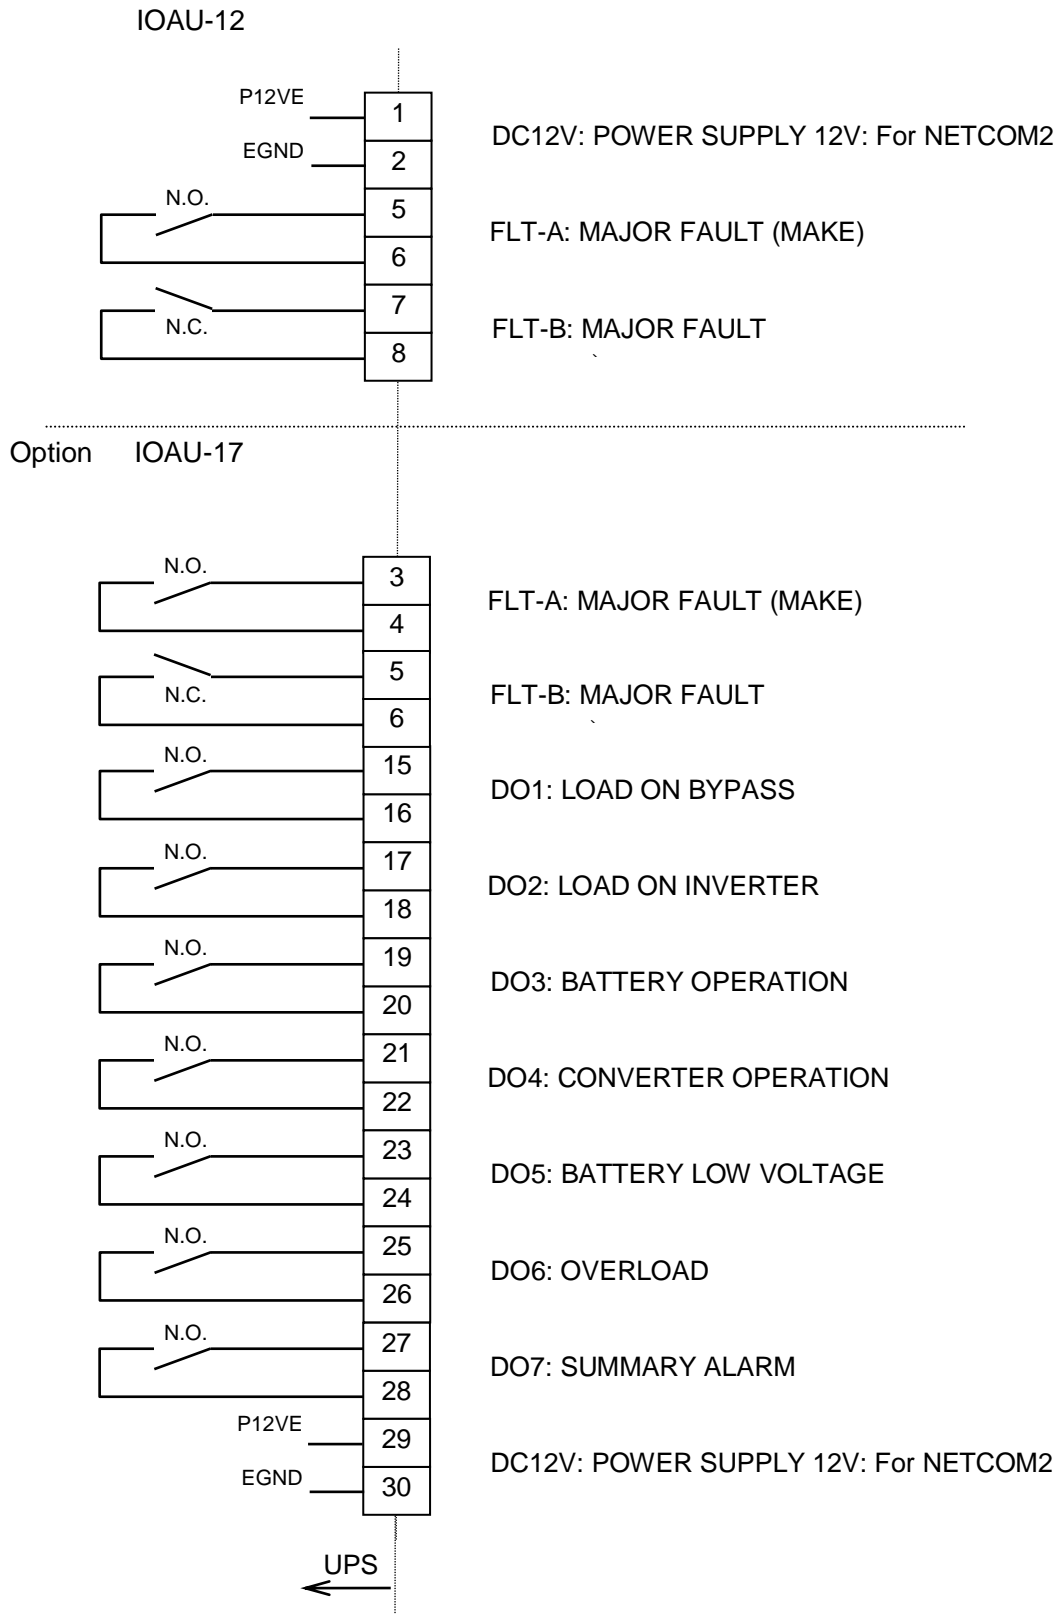 IOAU-12
P12VE
1
DC12V: POWER SUPPLY 12V: For NETCOM2
EGND
2
N.O.
5
FLT-A: MAJOR FAULT (MAKE)
6
7
N.C.
FLT-B: MAJOR FAULT
`
8
Option IOAU-17
N.O.
3
FLT-A: MAJOR FAULT (MAKE)
4
5
N.C.
FLT-B: MAJOR FAULT
`
6
N.O.
15
DO1: LOAD ON BYPASS
16
N.O.
17
DO2: LOAD ON INVERTER
18
N.O.
19
DO3: BATTERY OPERATION
20
N.O.
21
DO4: CONVERTER OPERATION
22
N.O.
23
DO5: BATTERY LOW VOLTAGE
24
N.O.
25
DO6: OVERLOAD
26
N.O.
27
DO7: SUMMARY ALARM
28
P12VE
29
DC12V: POWER SUPPLY 12V: For NETCOM2
EGND
30
UPS